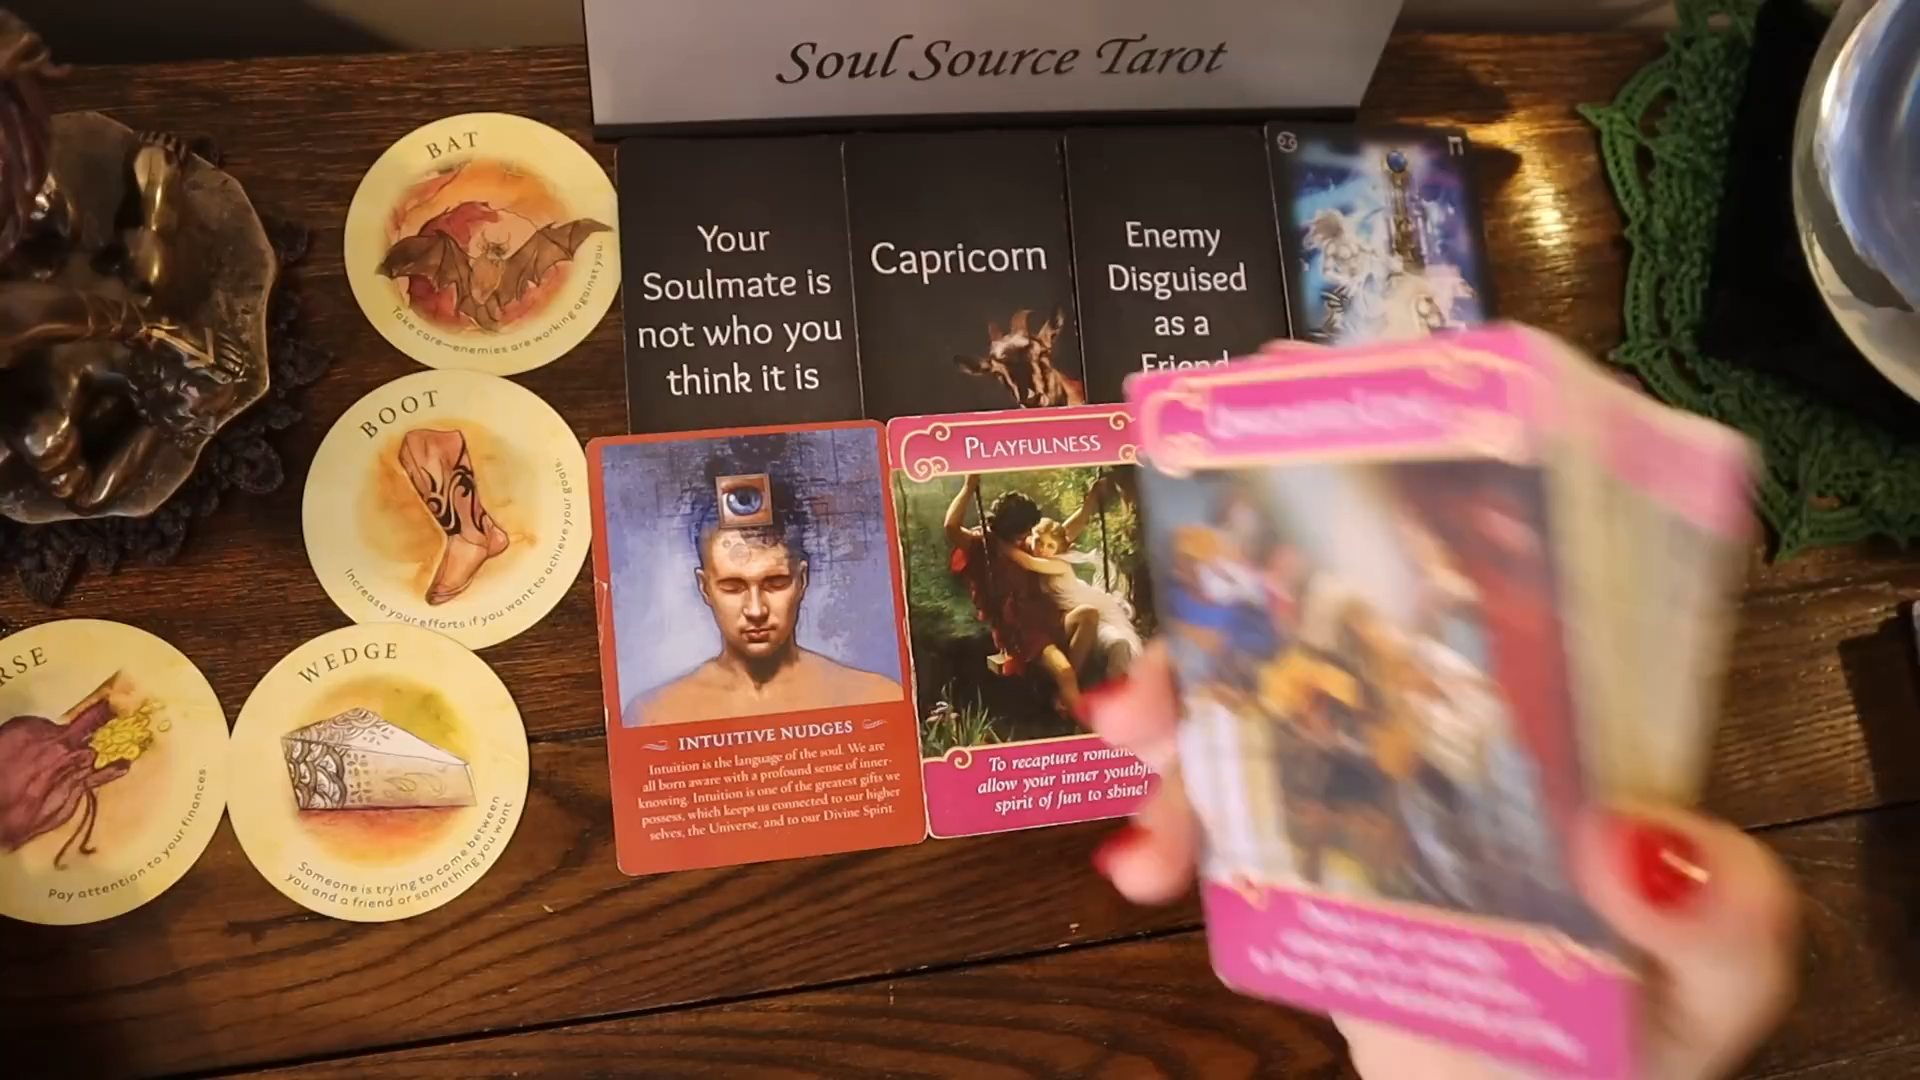 Soul Source Tarot
BAT
Take care—enemies are working against you.
Your
Soulmate is
not who you
think it is
Capricorn
Enemy
Disguised
as a
Friend
BOOT
Increase your efforts if you want to achieve your goals.
PLAYFULNESS
To recapture
allow your inner
spirit of fun to shine!
INTUITIVE NUDGES
Intuition is the language of the soul. We are
all born aware with a profound sense of inner-
knowing. Intuition is one of the greatest gifts we
possess, which keeps us connected to our higher
selves, the Universe, and to our Divine Spirit.
RSE
Pay attention to your finances
WEDGE
Someone is trying to come between
you and a friend or something you want.